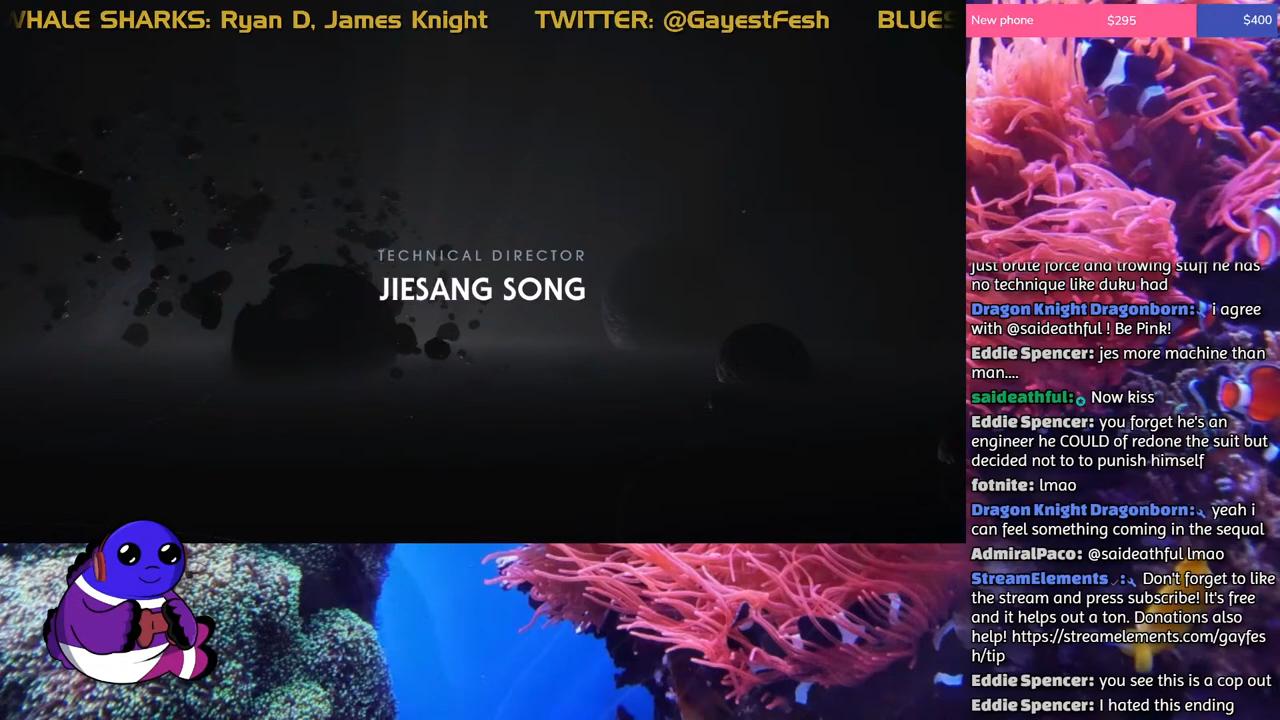 WHALE SHARKS: Ryan D, James Knight TWITTER: @GayestFesh BLUES
New phone $295 $400
TECHNICAL DIRECTOR
JIESANG SONG
just brute force and trowing stuff he has
no technique like duku had
Dragon Knight Dragonborn: i agree
with @saideathful ! Be Pink!
Eddie Spencer: jes more machine than
man....
saideathful: Now kiss
Eddie Spencer: you forget he's an
engineer he COULD of redone the suit but
decided not to to punish himself
fotnite: lmao
Dragon Knight Dragonborn: yeah i
can feel something coming in the sequal
AdmiralPaco: @saideathful lmao
StreamElements : Don't forget to like
the stream and press subscribe! It's free
and it helps out a ton. Donations also
help! https://streamelements.com/gayfes
h/tip
Eddie Spencer: you see this is a cop out
Eddie Spencer: I hated this ending